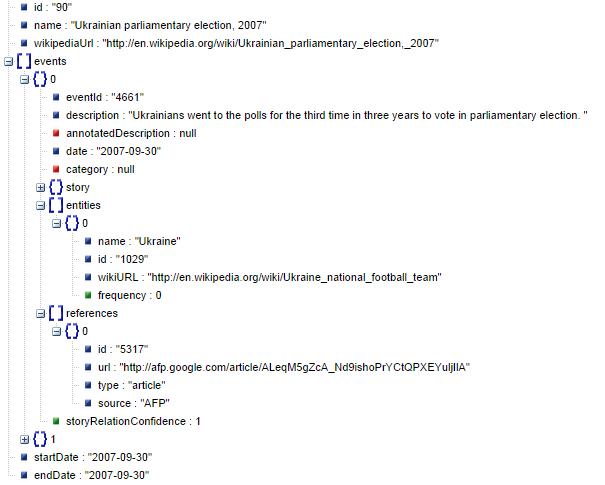 id : "90"
name : "Ukrainian parliamentary election, 2007"
wikipediaUrl : "http://en.wikipedia.org/wiki/Ukrainian_parliamentary_election,_2007"
[ ] events
{ } 0
eventId : "4661"
description : "Ukrainians went to the polls for the third time in three years to vote in parliamentary election. "
annotatedDescription : null
date : "2007-09-30"
category : null
{ } story
[ ] entities
{ } 0
name : "Ukraine"
id : "1029"
wikiURL : "http://en.wikipedia.org/wiki/Ukraine_national_football_team"
frequency : 0
[ ] references
{ } 0
id : "5317"
url : "http://afp.google.com/article/ALeqM5gZcA_Nd9ishoPrYCtQPXEYuljlIA"
type : "article"
source : "AFP"
storyRelationConfidence : 1
{ } 1
startDate : "2007-09-30"
endDate : "2007-09-30"